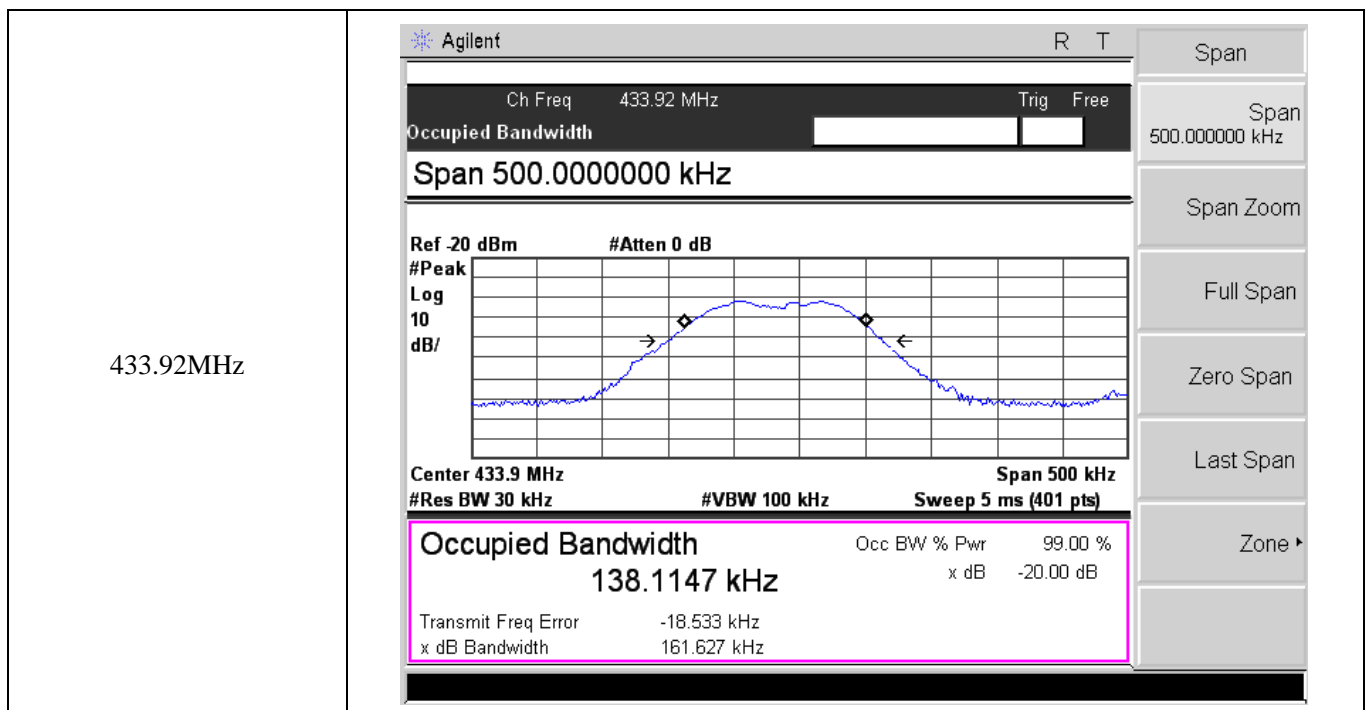 433.92MHz
Agilent R T
Ch Freq 433.92 MHz Trig Free
Occupied Bandwidth
Span 500.0000000 kHz
Ref -20 dBm #Atten 0 dB
#Peak
Log
10
dB/
Center 433.9 MHz Span 500 kHz
#Res BW 30 kHz #VBW 100 kHz Sweep 5 ms (401 pts)
Occupied Bandwidth Occ BW % Pwr 99.00 %
138.1147 kHz x dB -20.00 dB
Transmit Freq Error -18.533 kHz
x dB Bandwidth 161.627 kHz
Span
Span
500.000000 kHz
Span Zoom
Full Span
Zero Span
Last Span
Zone